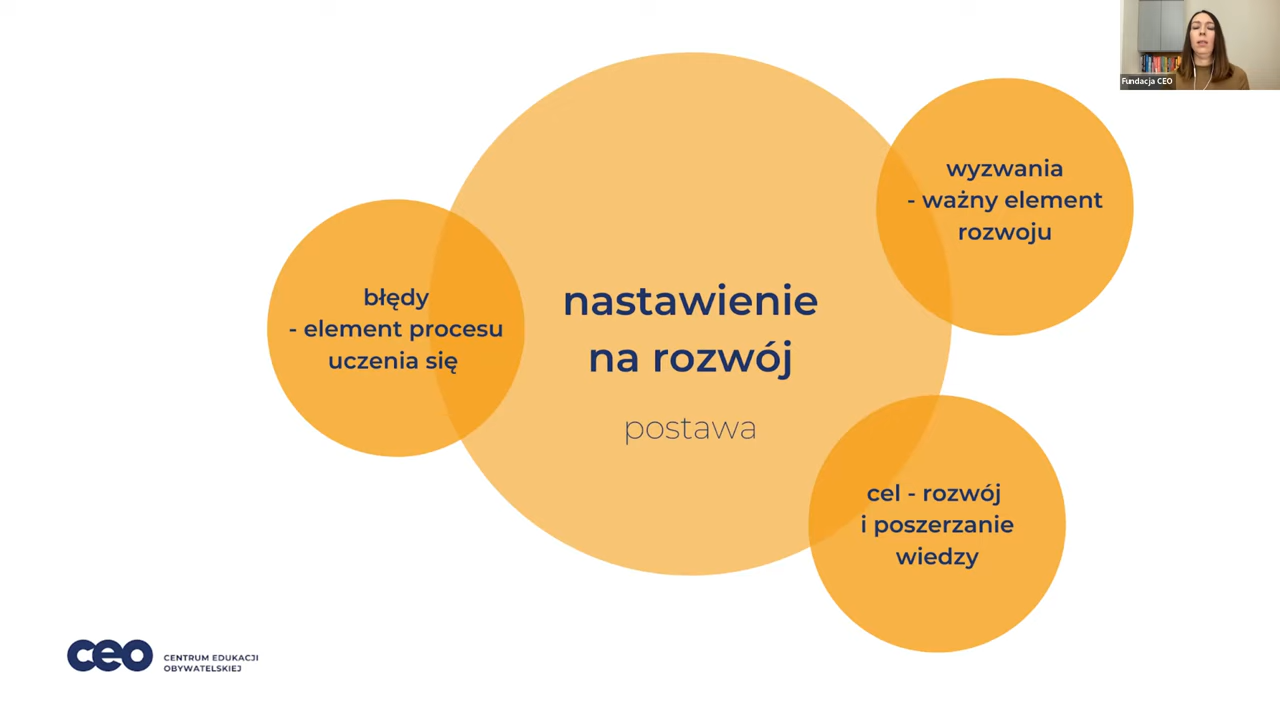 Fundacja CEO
wyzwania
- ważny element
rozwoju
błędy
- element procesu
uczenia się
nastawienie
na rozwój
postawa
cel - rozwój
i poszerzanie
wiedzy
ceo
CENTRUM EDUKACJI
OBYWATELSKIEJ